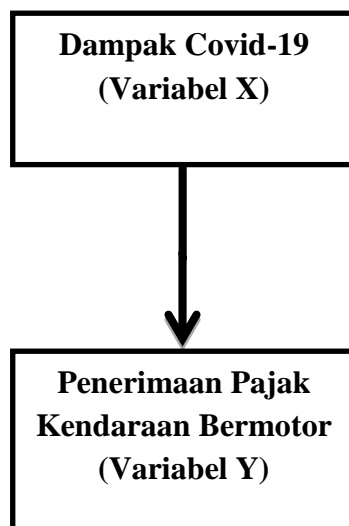 Dampak Covid-19
(Variabel X)
Penerimaan Pajak
Kendaraan Bermotor
(Variabel Y)